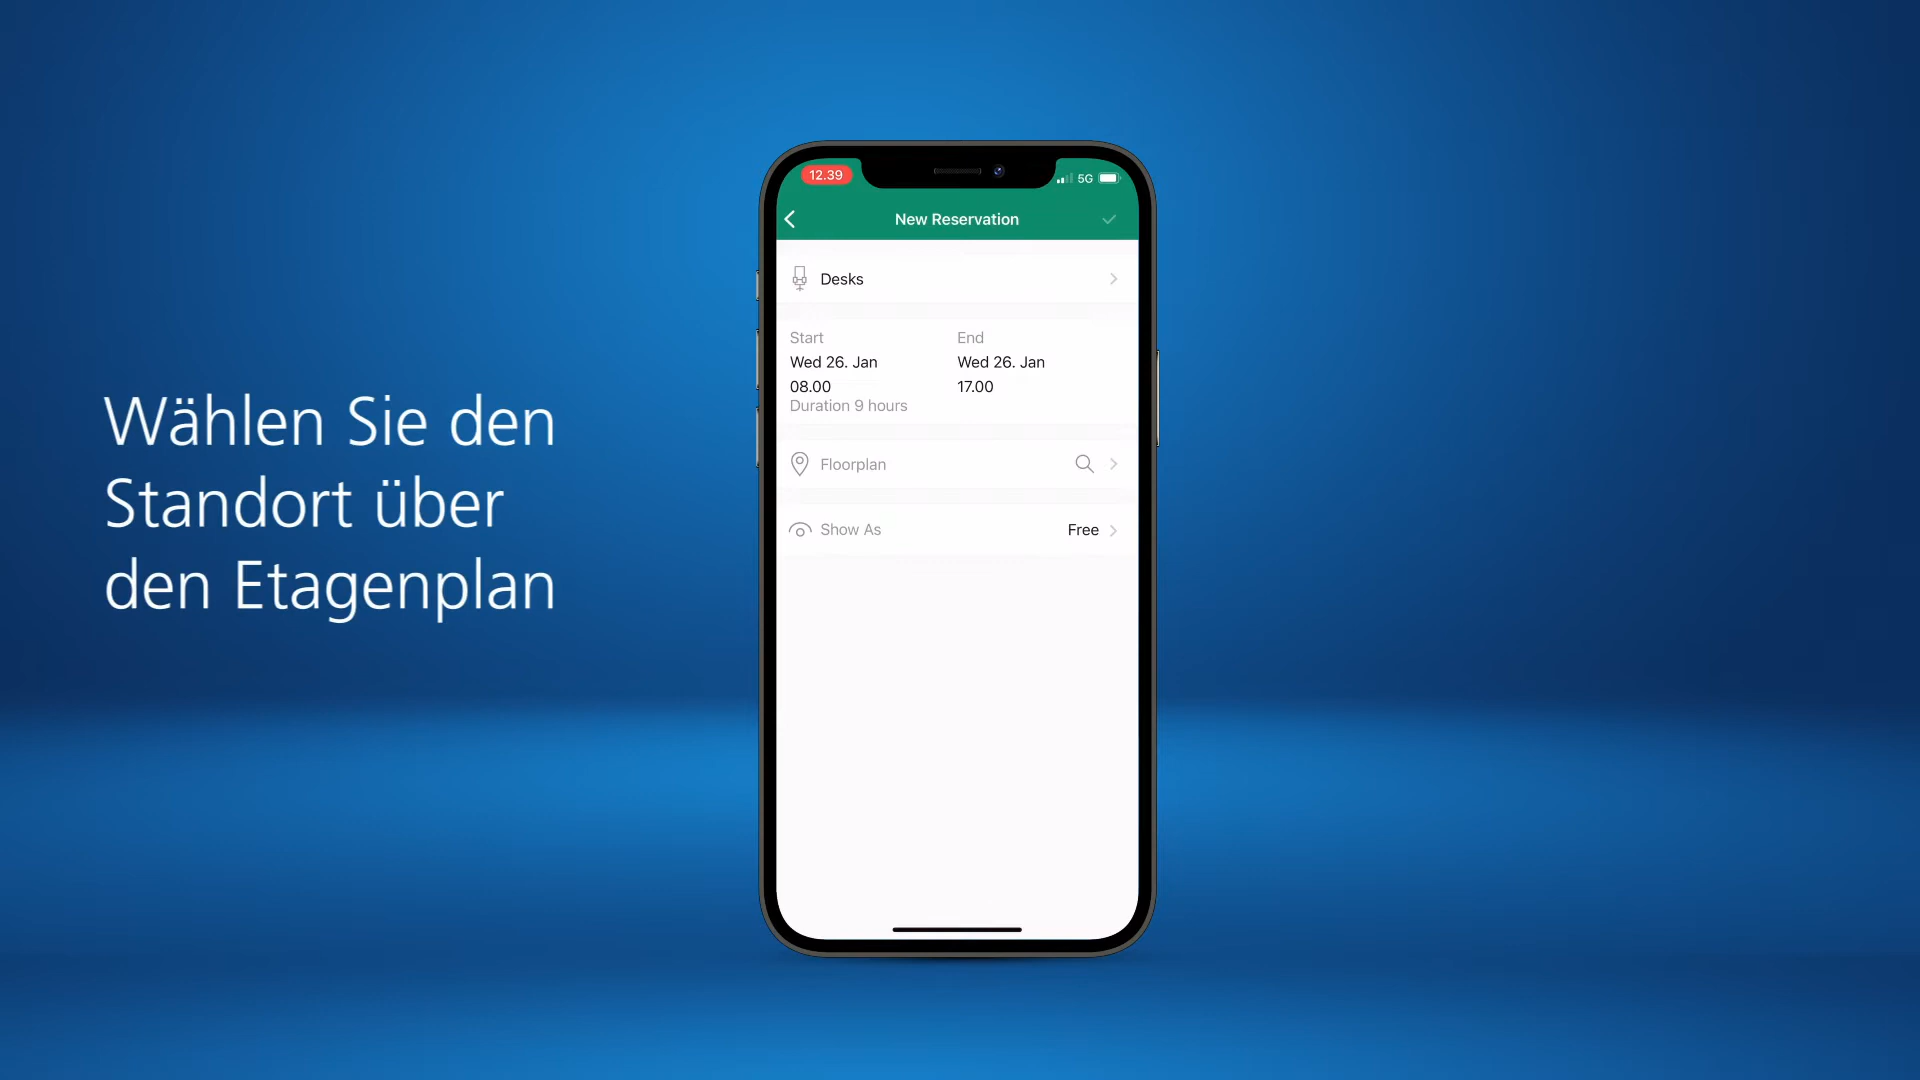 Wählen Sie den
Standort über
den Etagenplan
12.39
5G
New Reservation
Desks
Start
End
Wed 26. Jan
Wed 26. Jan
08.00
17.00
Duration 9 hours
Floorplan
Show As
Free